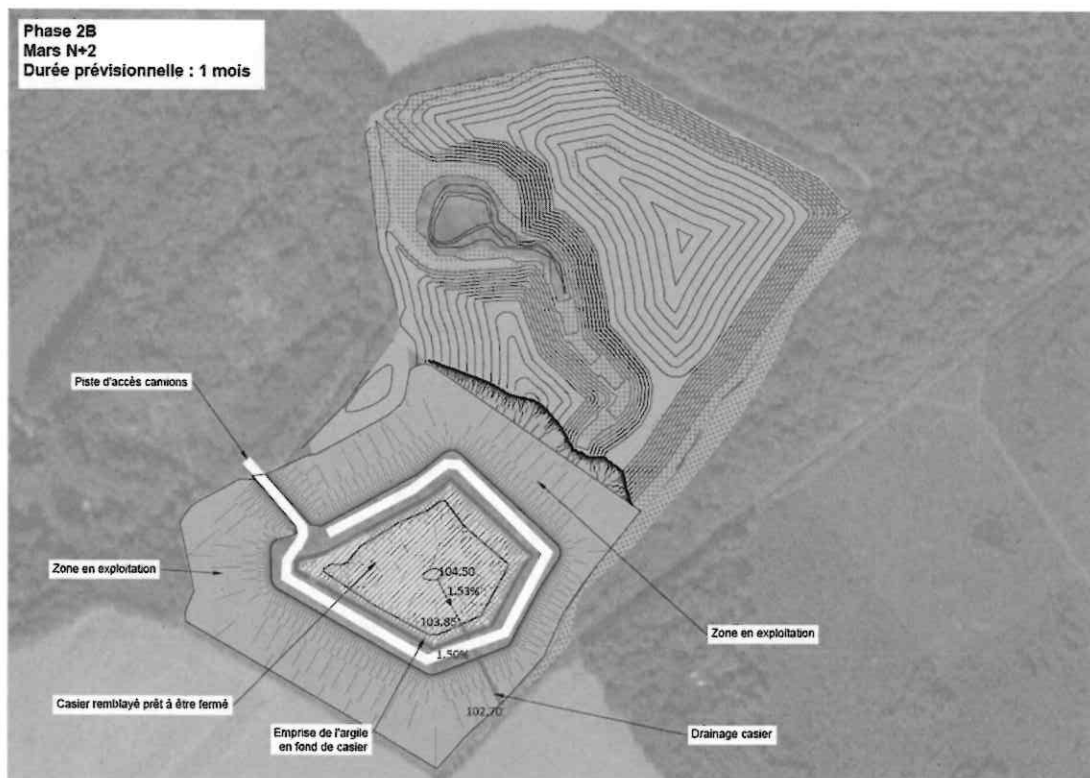 Phase 2B
Mars N+2
Durée prévisionnelle : 1 mois
Piste d'accès camions
Zone en exploitation
104.50
1.53%
103.85
Zone en exploitation
1.50%
Casier remblayé prêt à être fermé
102.70
Emprise de l'argile
en fond de casier
Drainage casier